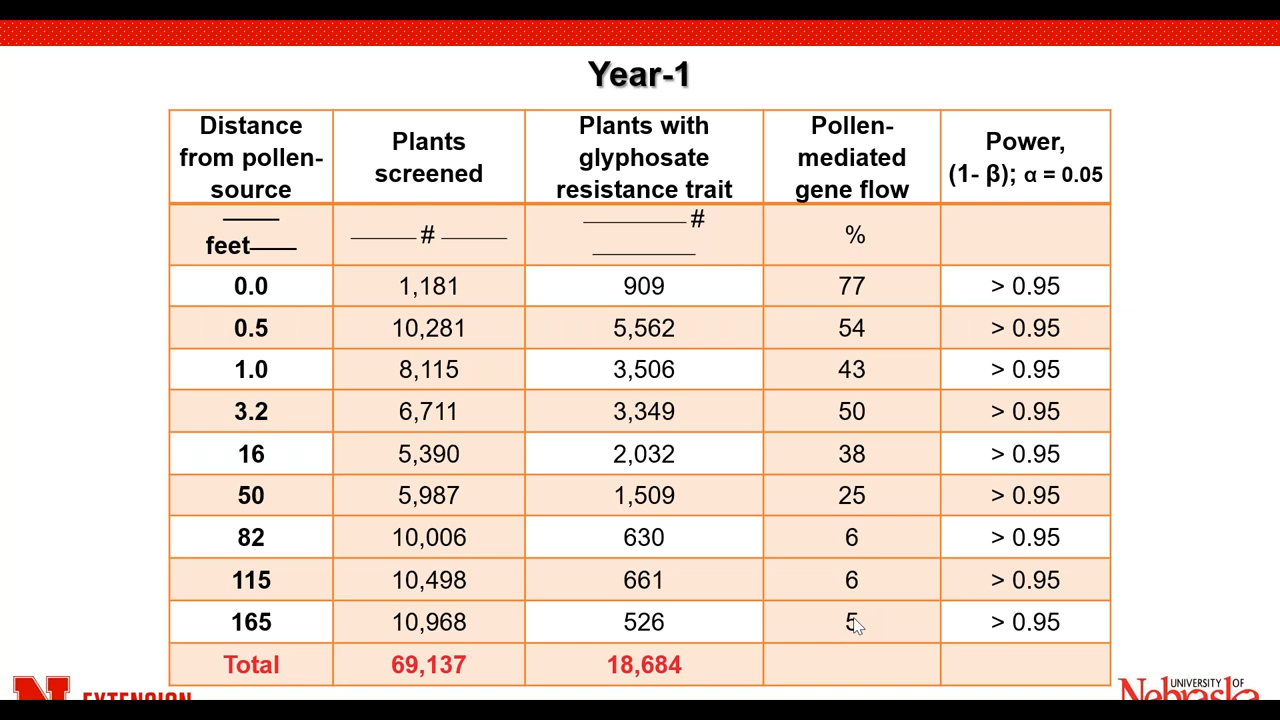 Year-1
Distance from pollen-source Plants screened Plants with glyphosate resistance trait Pollen-mediated gene flow Power, (1- β); α = 0.05
feet # # %
0.0 1,181 909 77 > 0.95
0.5 10,281 5,562 54 > 0.95
1.0 8,115 3,506 43 > 0.95
3.2 6,711 3,349 50 > 0.95
16 5,390 2,032 38 > 0.95
50 5,987 1,509 25 > 0.95
82 10,006 630 6 > 0.95
115 10,498 661 6 > 0.95
165 10,968 526 5 > 0.95
Total 69,137 18,684
N EXTENSION
UNIVERSITY OF
Nebraska